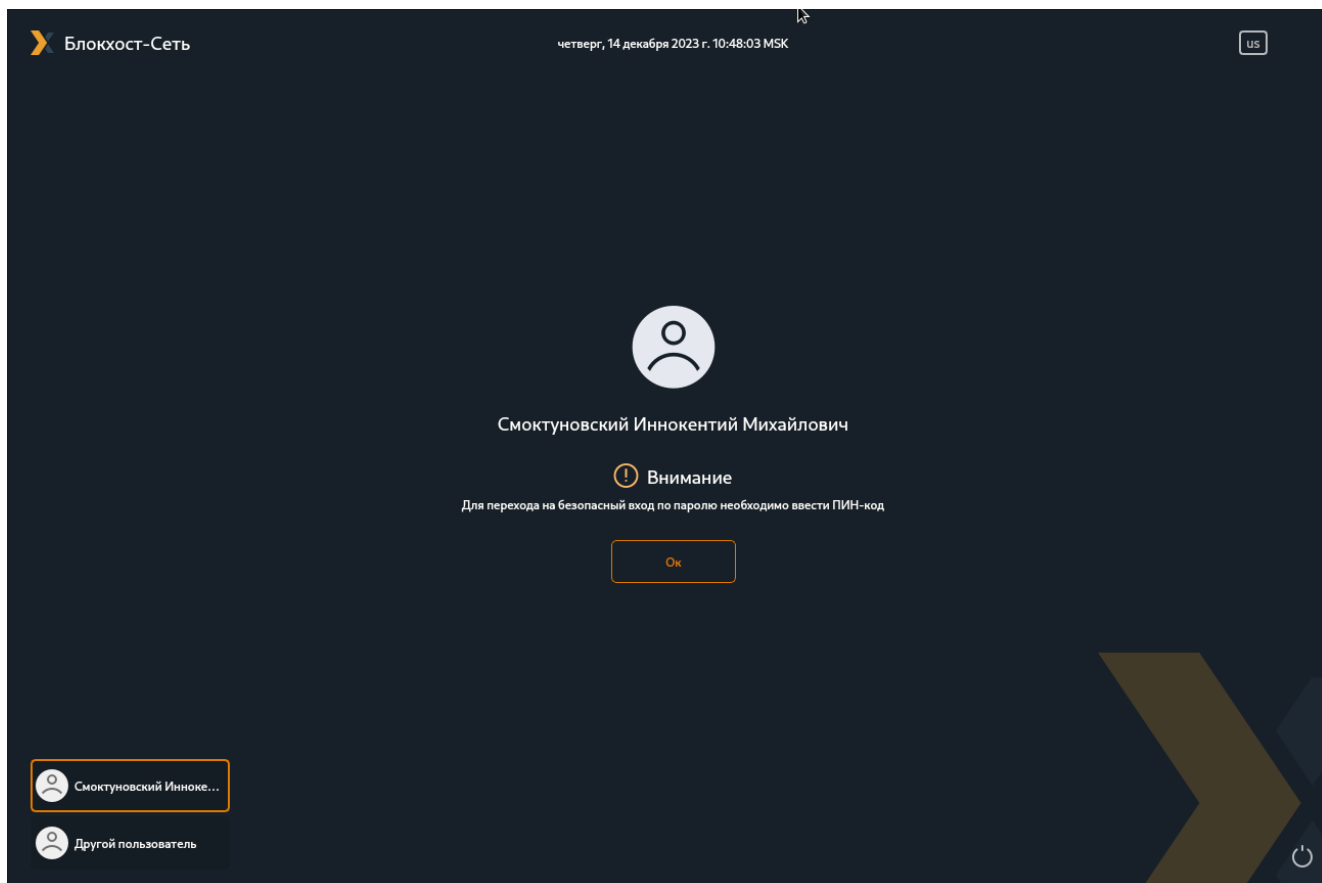 Блокхост-Сеть
четверг, 14 декабря 2023 г. 10:48:03 MSK
us
Смоктуновский Иннокентий Михайлович
Внимание
Для перехода на безопасный вход по паролю необходимо ввести ПИН-код
Ок
Смоктуновский Инноке...
Другой пользователь